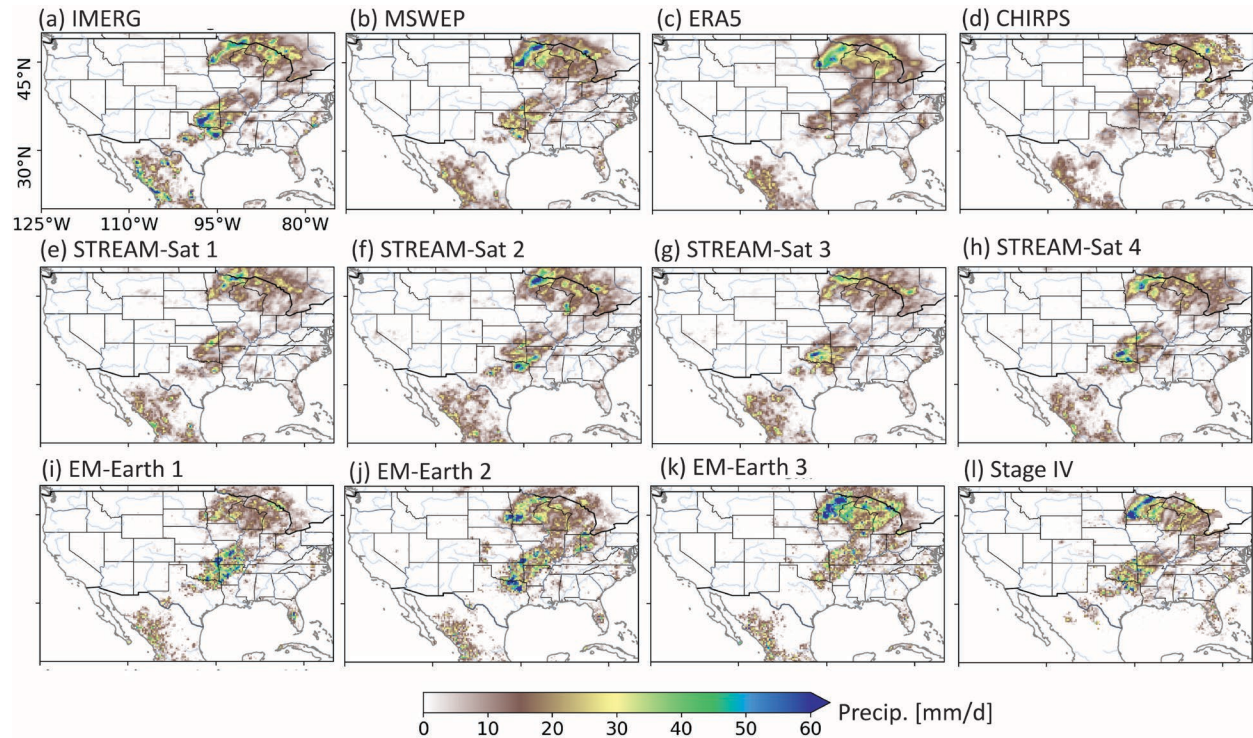 (a) IMERG
(b) MSWEP
(c) ERA5
(d) CHIRPS
45°N
30°N
125°W 110°W 95°W 80°W
(e) STREAM-Sat 1
(f) STREAM-Sat 2
(g) STREAM-Sat 3
(h) STREAM-Sat 4
(i) EM-Earth 1
(j) EM-Earth 2
(k) EM-Earth 3
(l) Stage IV
0 10 20 30 40 50 60
Precip. [mm/d]